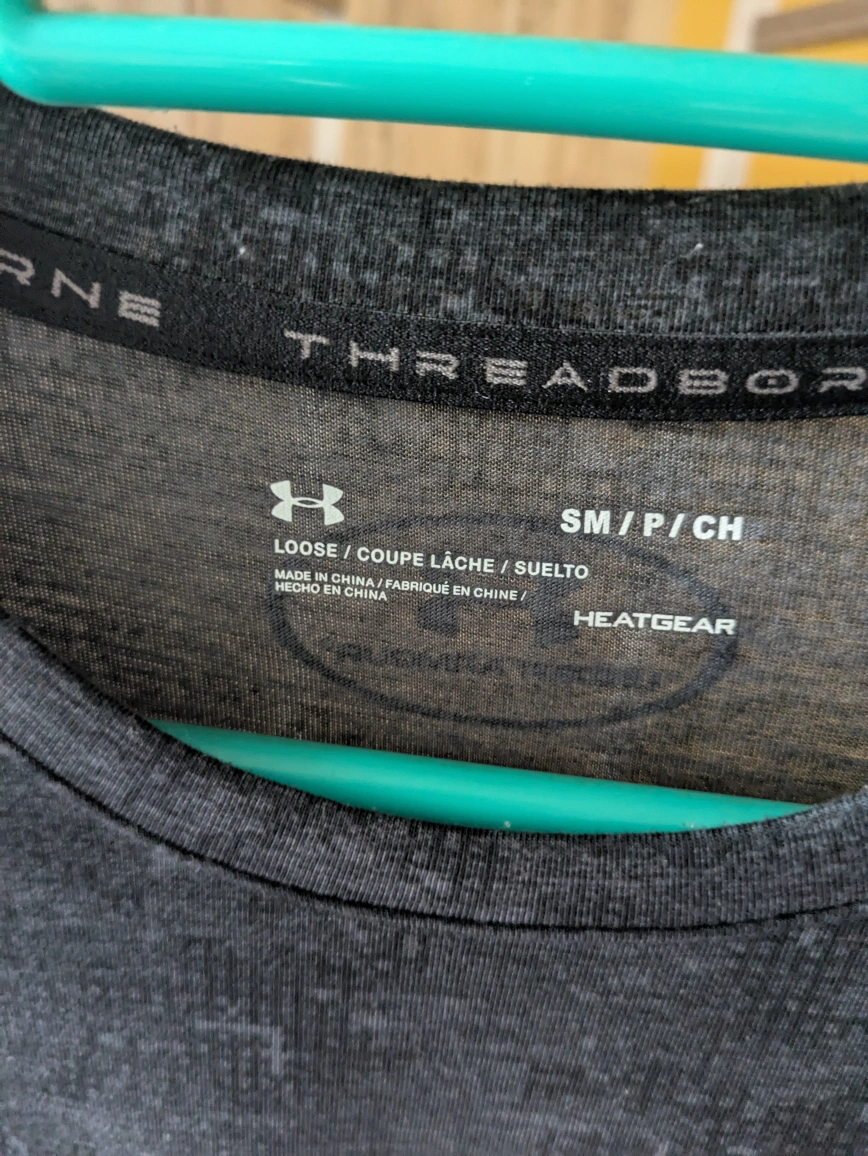 RNE THREADBOR
SM / P / CH
LOOSE / COUPE LÂCHE / SUELTO
MADE IN CHINA / FABRIQUÉ EN CHINE /
HECHO EN CHINA
HEATGEAR